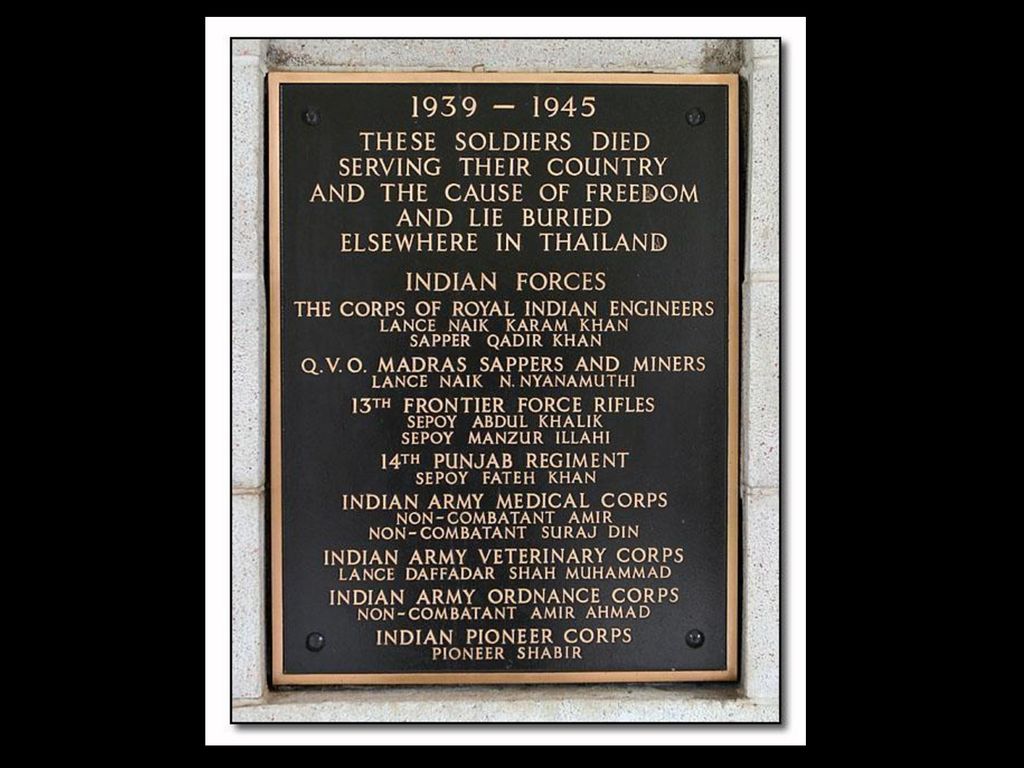 1939 – 1945
THESE SOLDIERS DIED
SERVING THEIR COUNTRY
AND THE CAUSE OF FREEDOM
AND LIE BURIED
ELSEWHERE IN THAILAND
INDIAN FORCES
THE CORPS OF ROYAL INDIAN ENGINEERS
LANCE NAIK KARAM KHAN
SAPPER QADIR KHAN
Q.V.O. MADRAS SAPPERS AND MINERS
LANCE NAIK N. NYANAMUTHI
13TH FRONTIER FORCE RIFLES
SEPOY ABDUL KHALIK
SEPOY MANZUR ILLAHI
14TH PUNJAB REGIMENT
SEPOY FATEH KHAN
INDIAN ARMY MEDICAL CORPS
NON-COMBATANT AMIR
NON-COMBATANT SURAJ DIN
INDIAN ARMY VETERINARY CORPS
LANCE DAFFADAR SHAH MUHAMMAD
INDIAN ARMY ORDNANCE CORPS
NON-COMBATANT AMIR AHMAD
INDIAN PIONEER CORPS
PIONEER SHABIR